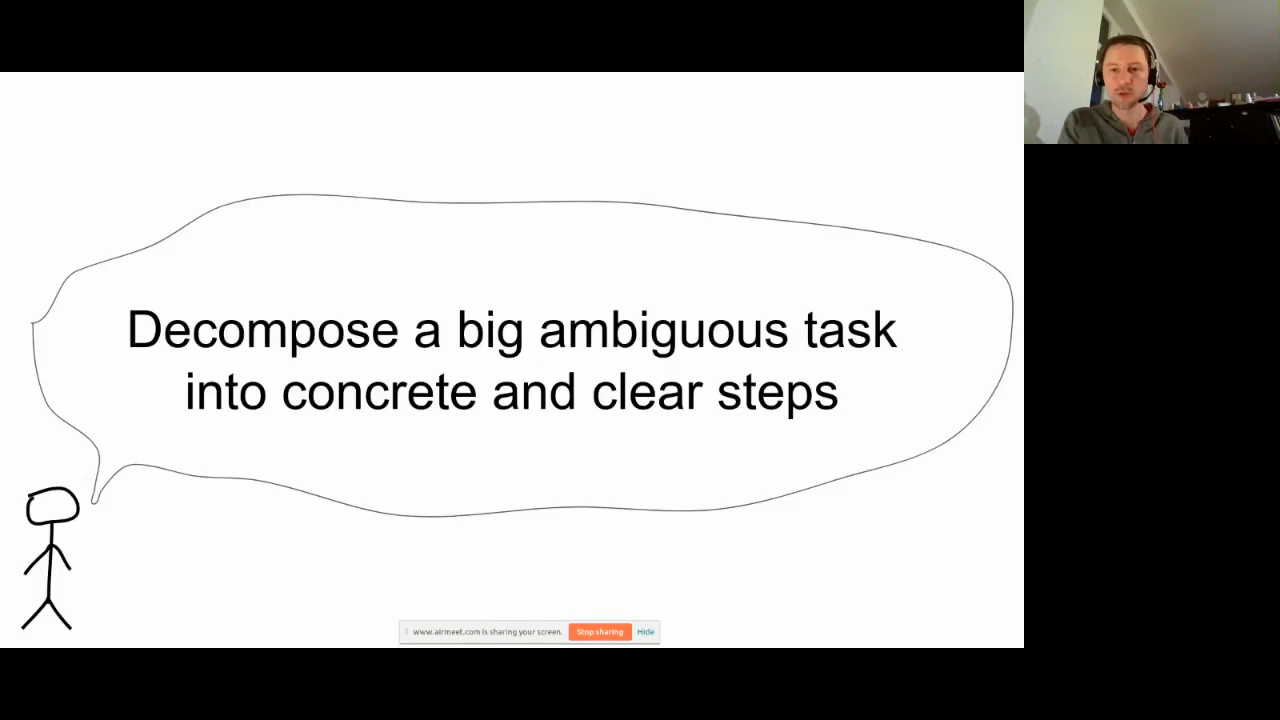 Decompose a big ambiguous task
into concrete and clear steps
www.airmeet.com is sharing your screen. Stop sharing Hide